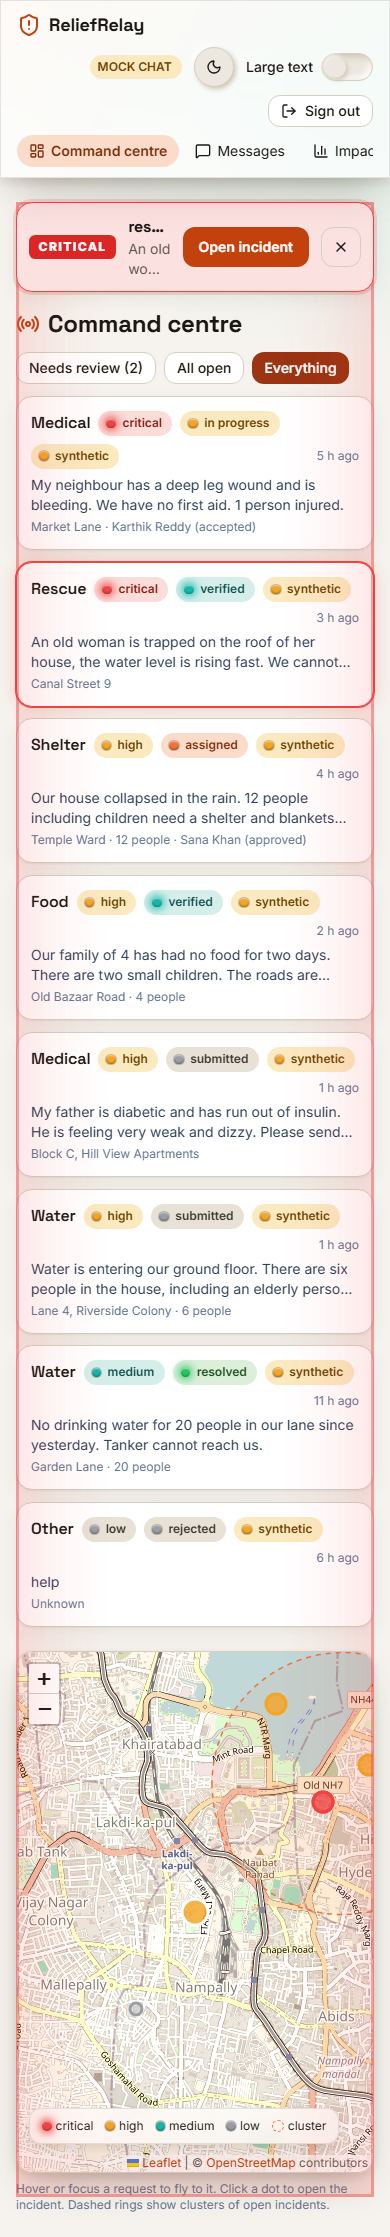 ReliefRelay
MOCK CHAT
Large text
Sign out
Command centre
Messages
Impac
CRITICAL
res...
An old
wo...
Open incident
Command centre
Needs review (2)
All open
Everything
Medical critical in progress
synthetic
5 h ago
My neighbour has a deep leg wound and is
bleeding. We have no first aid. 1 person injured.
Market Lane · Karthik Reddy (accepted)
Rescue critical verified synthetic
3 h ago
An old woman is trapped on the roof of her
house, the water level is rising fast. We cannot...
Canal Street 9
Shelter high assigned synthetic
4 h ago
Our house collapsed in the rain. 12 people
including children need a shelter and blankets...
Temple Ward · 12 people · Sana Khan (approved)
Food high verified synthetic
2 h ago
Our family of 4 has had no food for two days.
There are two small children. The roads are...
Old Bazaar Road · 4 people
Medical high submitted synthetic
1 h ago
My father is diabetic and has run out of insulin.
He is feeling very weak and dizzy. Please send...
Block C, Hill View Apartments
Water high submitted synthetic
1 h ago
Water is entering our ground floor. There are six
people in the house, including an elderly perso...
Lane 4, Riverside Colony · 6 people
Water medium resolved synthetic
11 h ago
No drinking water for 20 people in our lane since
yesterday. Tanker cannot reach us.
Garden Lane · 20 people
Other low rejected synthetic
6 h ago
help
Unknown
+
−
NH4
Khairatabad
Mint Road
NTR Marg
Old NH7
Lakdi-ka-pul
Lakdi-
ka-pul
ab Tank
Naubat
Pahad
Hyde
Raja Reddy Marg
Vijay Nagar
Colony
Chapel Road
Mallepally
Nampally
Abids
Nampally
mandal
Goshamahal Road
critical high medium low cluster
Leaflet | © OpenStreetMap contributors
Hover or focus a request to fly to it. Click a dot to open the
incident. Dashed rings show clusters of open incidents.